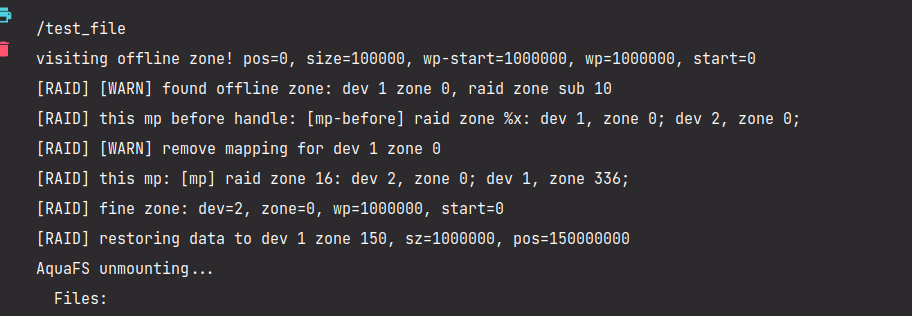 /test_file
visiting offline zone! pos=0, size=100000, wp-start=1000000, wp=1000000, start=0
[RAID] [WARN] found offline zone: dev 1 zone 0, raid zone sub 10
[RAID] this mp before handle: [mp-before] raid zone %x: dev 1, zone 0; dev 2, zone 0;
[RAID] [WARN] remove mapping for dev 1 zone 0
[RAID] this mp: [mp] raid zone 16: dev 2, zone 0; dev 1, zone 336;
[RAID] fine zone: dev=2, zone=0, wp=1000000, start=0
[RAID] restoring data to dev 1 zone 150, sz=1000000, pos=150000000
AquaFS unmounting...
Files: